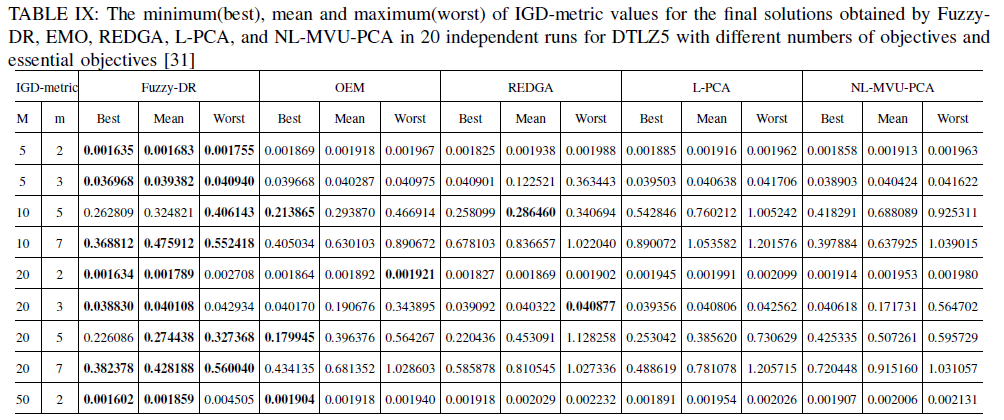 TABLE IX: The minimum(best), mean and maximum(worst) of IGD-metric values for the final solutions obtained by Fuzzy-
DR, EMO, REDGA, L-PCA, and NL-MVU-PCA in 20 independent runs for DTLZ5 with different numbers of objectives and
essential objectives [31]
IGD-metric Fuzzy-DR OEM REDGA L-PCA NL-MVU-PCA
M m Best Mean Worst Best Mean Worst Best Mean Worst Best Mean Worst Best Mean Worst
5 2 0.001635 0.001683 0.001755 0.001869 0.001918 0.001967 0.001825 0.001938 0.001988 0.001885 0.001916 0.001962 0.001858 0.001913 0.001963
5 3 0.036968 0.039382 0.040940 0.039668 0.040287 0.040975 0.040901 0.122521 0.363443 0.039503 0.040638 0.041706 0.038903 0.040424 0.041622
10 5 0.262809 0.324821 0.406143 0.213865 0.293870 0.466914 0.258099 0.286460 0.340694 0.542846 0.760212 1.005242 0.418291 0.688089 0.925311
10 7 0.368812 0.475912 0.552418 0.405034 0.630103 0.890672 0.678103 0.836657 1.022040 0.890072 1.053582 1.201576 0.397884 0.637925 1.039015
20 2 0.001634 0.001789 0.002708 0.001864 0.001892 0.001921 0.001827 0.001869 0.001902 0.001945 0.001991 0.002099 0.001914 0.001953 0.001980
20 3 0.038830 0.040108 0.042934 0.040170 0.190676 0.343895 0.039092 0.040322 0.040877 0.039356 0.040806 0.042562 0.040618 0.171731 0.564702
20 5 0.226086 0.274438 0.327368 0.179945 0.396376 0.564267 0.220436 0.453091 1.128258 0.253042 0.385620 0.730629 0.425335 0.507261 0.595729
20 7 0.382378 0.428188 0.560040 0.434135 0.681352 1.028603 0.585878 0.810545 1.027336 0.488619 0.781078 1.205715 0.720448 0.915160 1.031057
50 2 0.001602 0.001859 0.004505 0.001904 0.001918 0.001940 0.001918 0.002029 0.002232 0.001891 0.001954 0.002026 0.001907 0.002006 0.002131